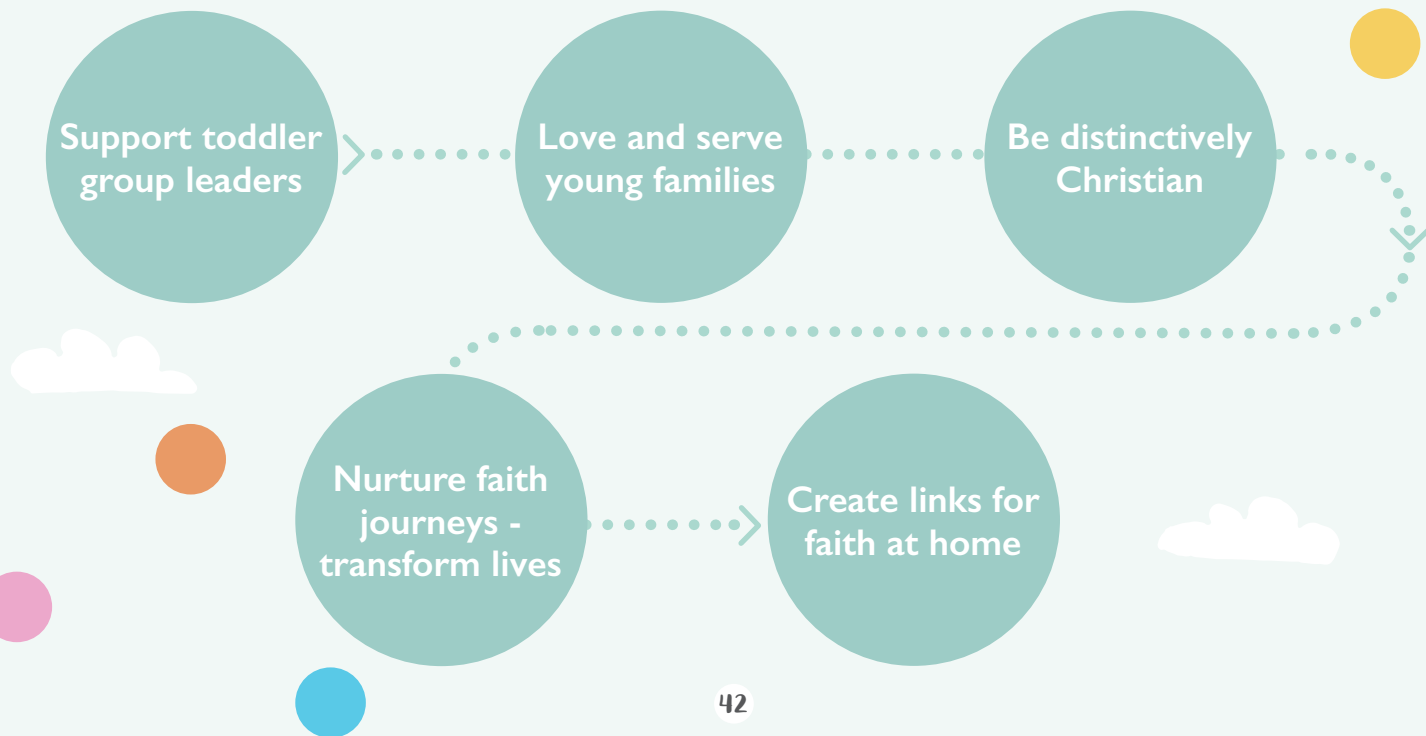 Support toddler
group leaders
Love and serve
young families
Be distinctively
Christian
Nurture faith
journeys -
transform lives
Create links for
faith at home
42